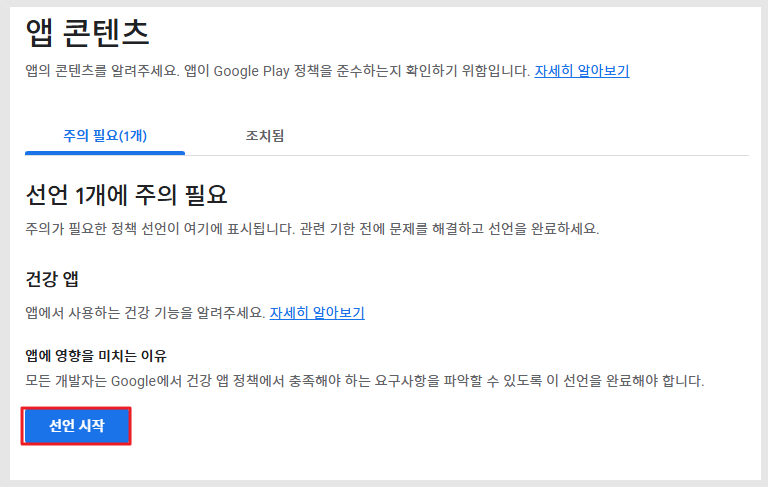 앱 콘텐츠
앱의 콘텐츠를 알려주세요. 앱이 Google Play 정책을 준수하는지 확인하기 위함입니다. 자세히 알아보기
주의 필요(1개) 조치됨
선언 1개에 주의 필요
주의가 필요한 정책 선언이 여기에 표시됩니다. 관련 기한 전에 문제를 해결하고 선언을 완료하세요.
건강 앱
앱에서 사용하는 건강 기능을 알려주세요. 자세히 알아보기
앱에 영향을 미치는 이유
모든 개발자는 Google에서 건강 앱 정책에서 충족해야 하는 요구사항을 파악할 수 있도록 이 선언을 완료해야 합니다.
선언 시작